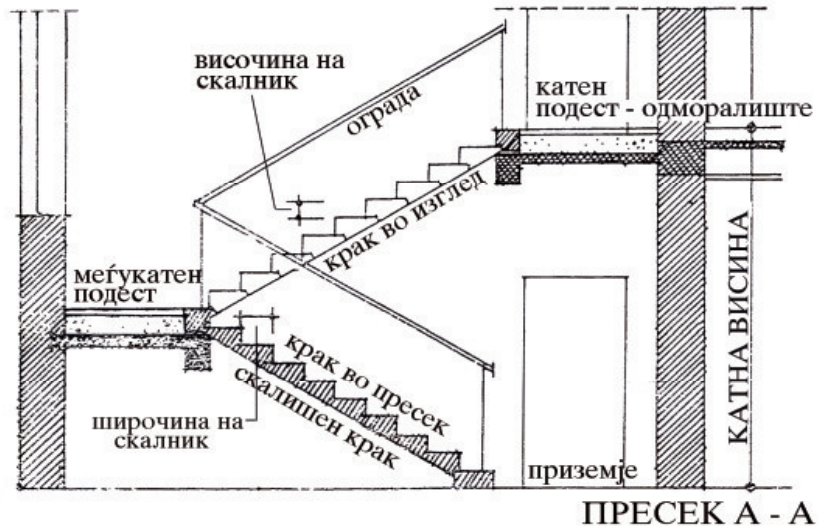 височина на
скалник
ограда
катен
подест - одморалиште
крак во изглед
меѓукатен
подест
крак во пресек
скалишен крак
широчина на
скалник
приземје
КАТНА ВИСИНА
ПРЕСЕК А - А